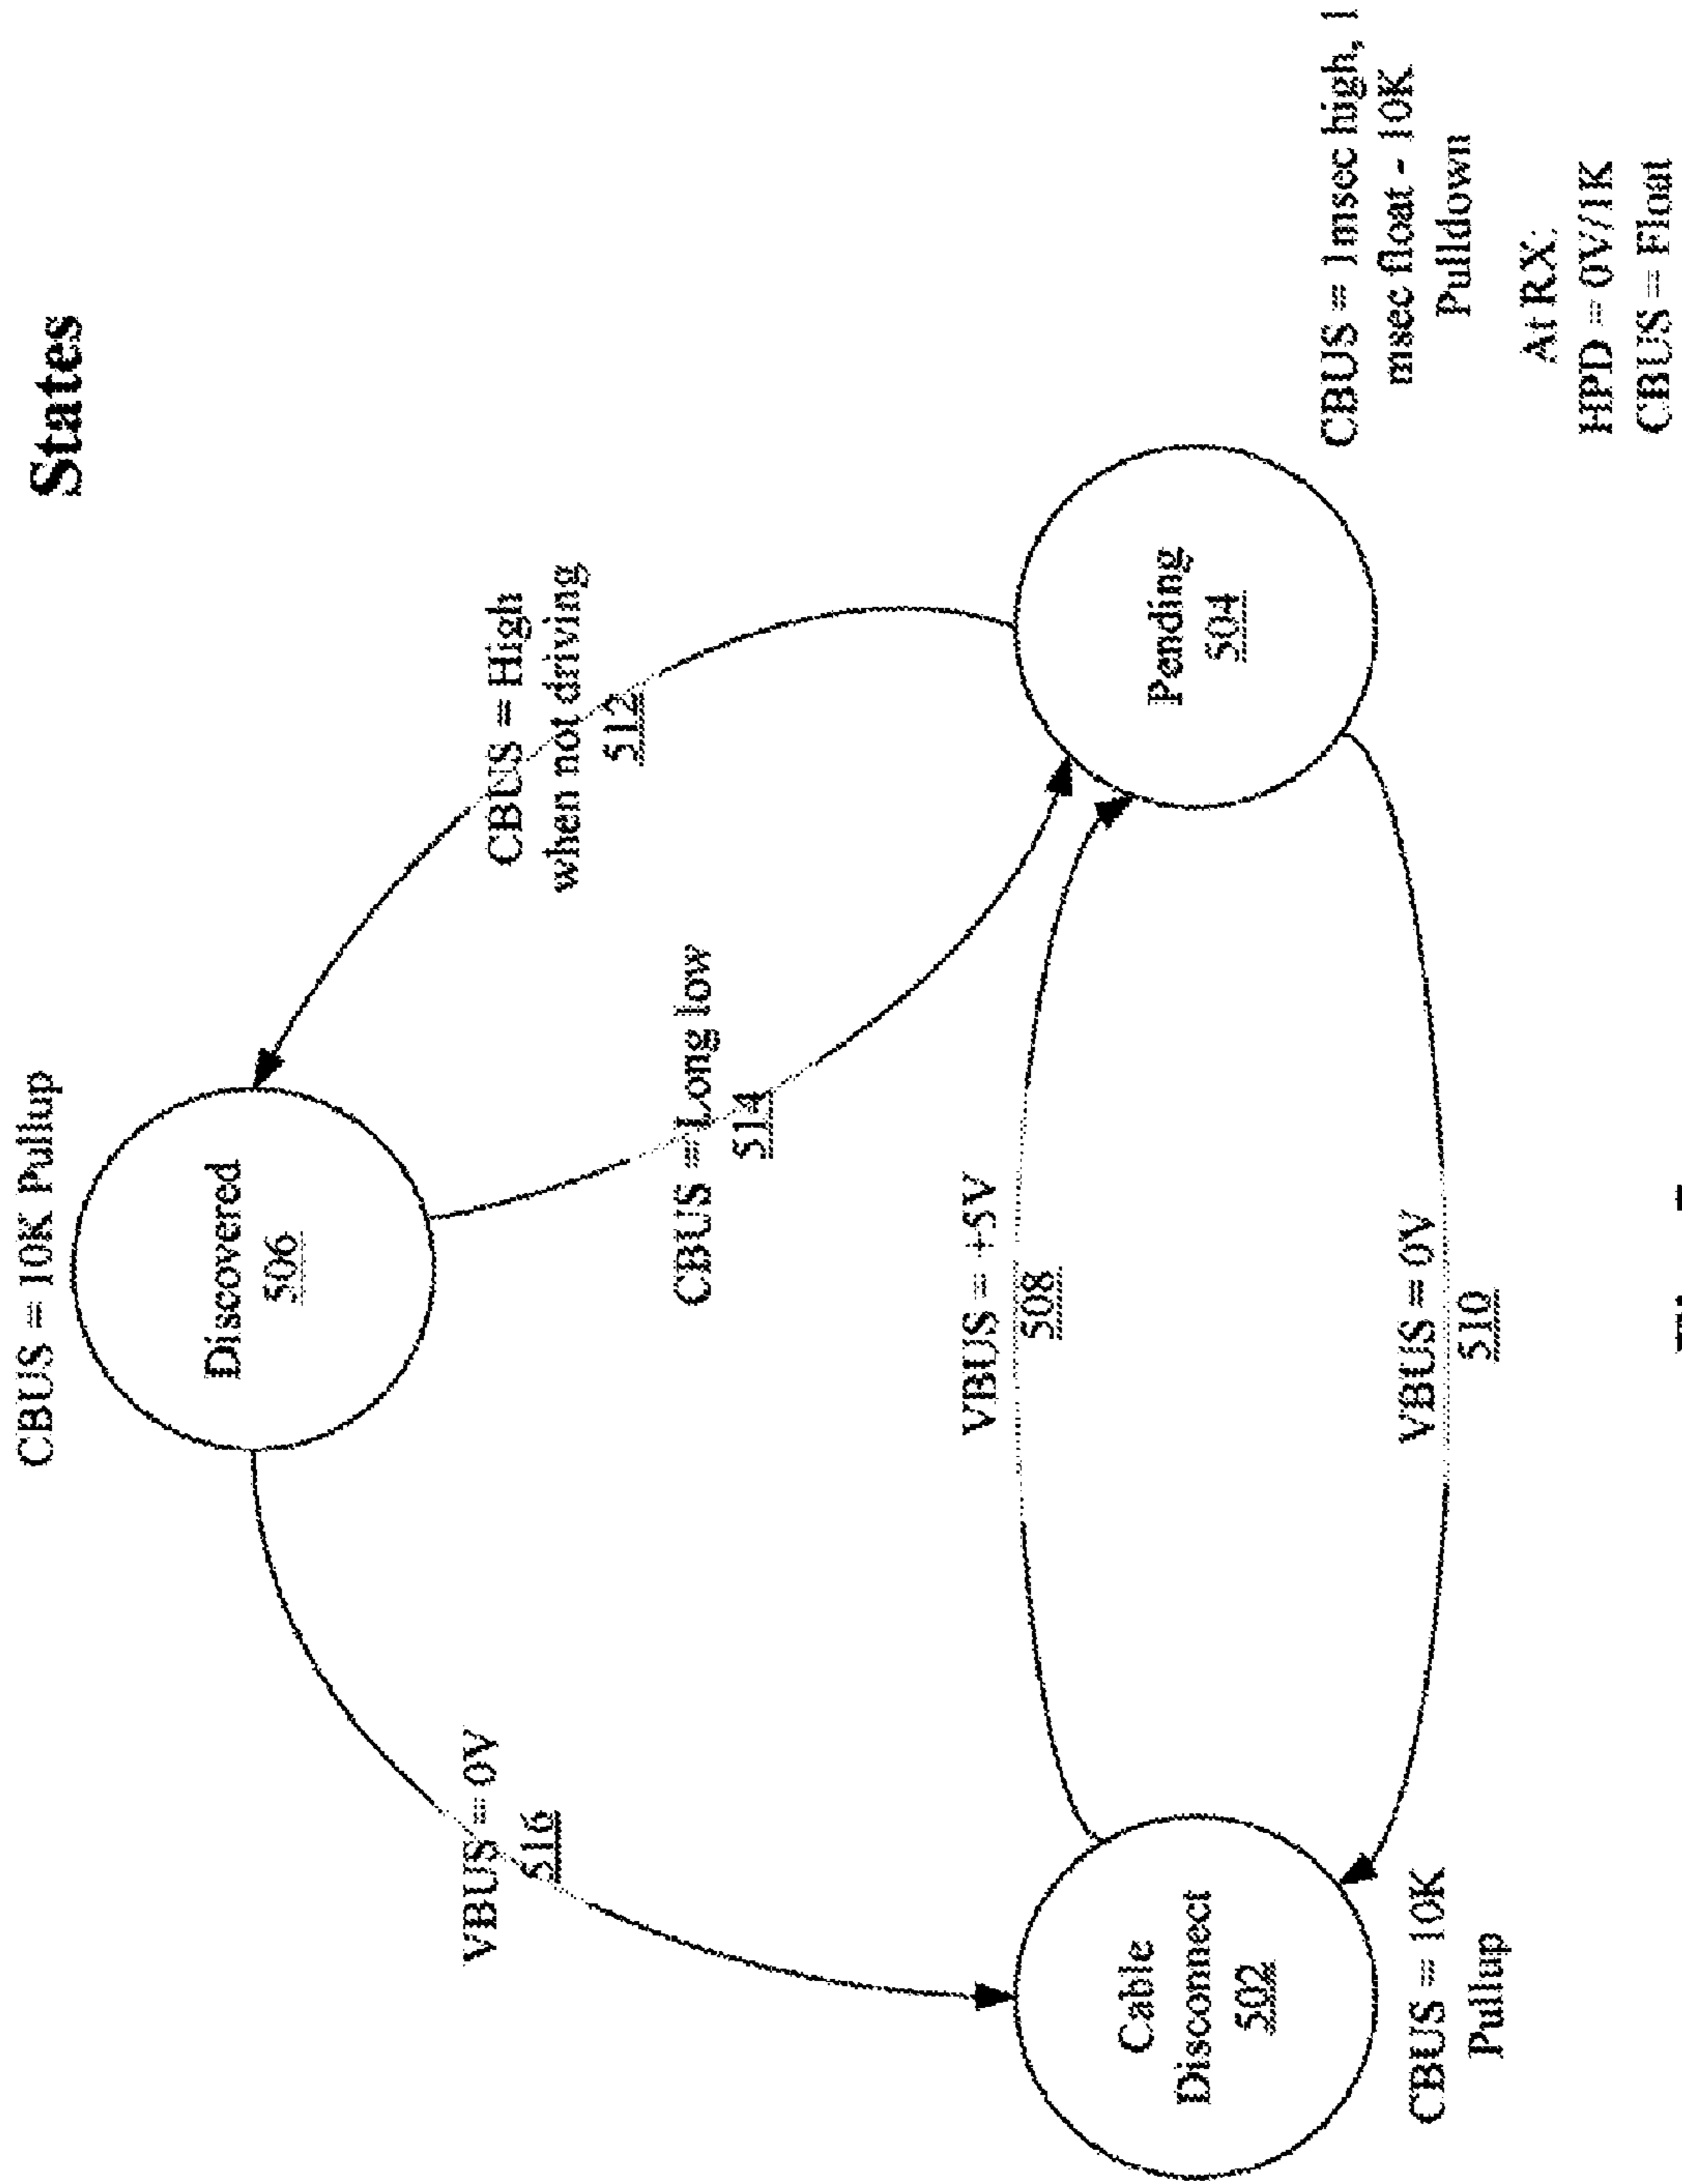 States
CBUS = 10K Pullup
Discovered
506
CBUS = High
when not driving
512
VBUS = 0V
516
CBUS = Long low
514
VBUS = +5V
508
Cable
Disconnect
502
Pending
504
VBUS = 0V
510
CBUS = 10K
Pullup
CBUS = 1msec high, 1
msec float - 10K
Pulldown
At RX:
HPD = 0V/1K
CBUS = Float